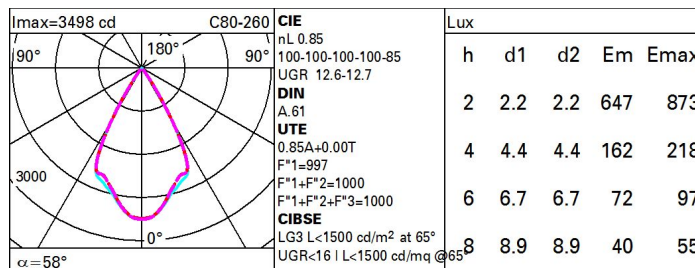 Imax=3498 cd C80-260
90° 180° 90°
3000
0°
α=58°
CIE
nL 0.85
100-100-100-100-85
UGR 12.6-12.7
DIN
A.61
UTE
0.85A+0.00T
F"1=997
F"1+F"2=1000
F"1+F"2+F"3=1000
CIBSE
LG3 L<1500 cd/m² at 65°
UGR<16 | L<1500 cd/mq @65°
Lux
h d1 d2 Em Emax
2 2.2 2.2 647 873
4 4.4 4.4 162 218
6 6.7 6.7 72 97
8 8.9 8.9 40 55